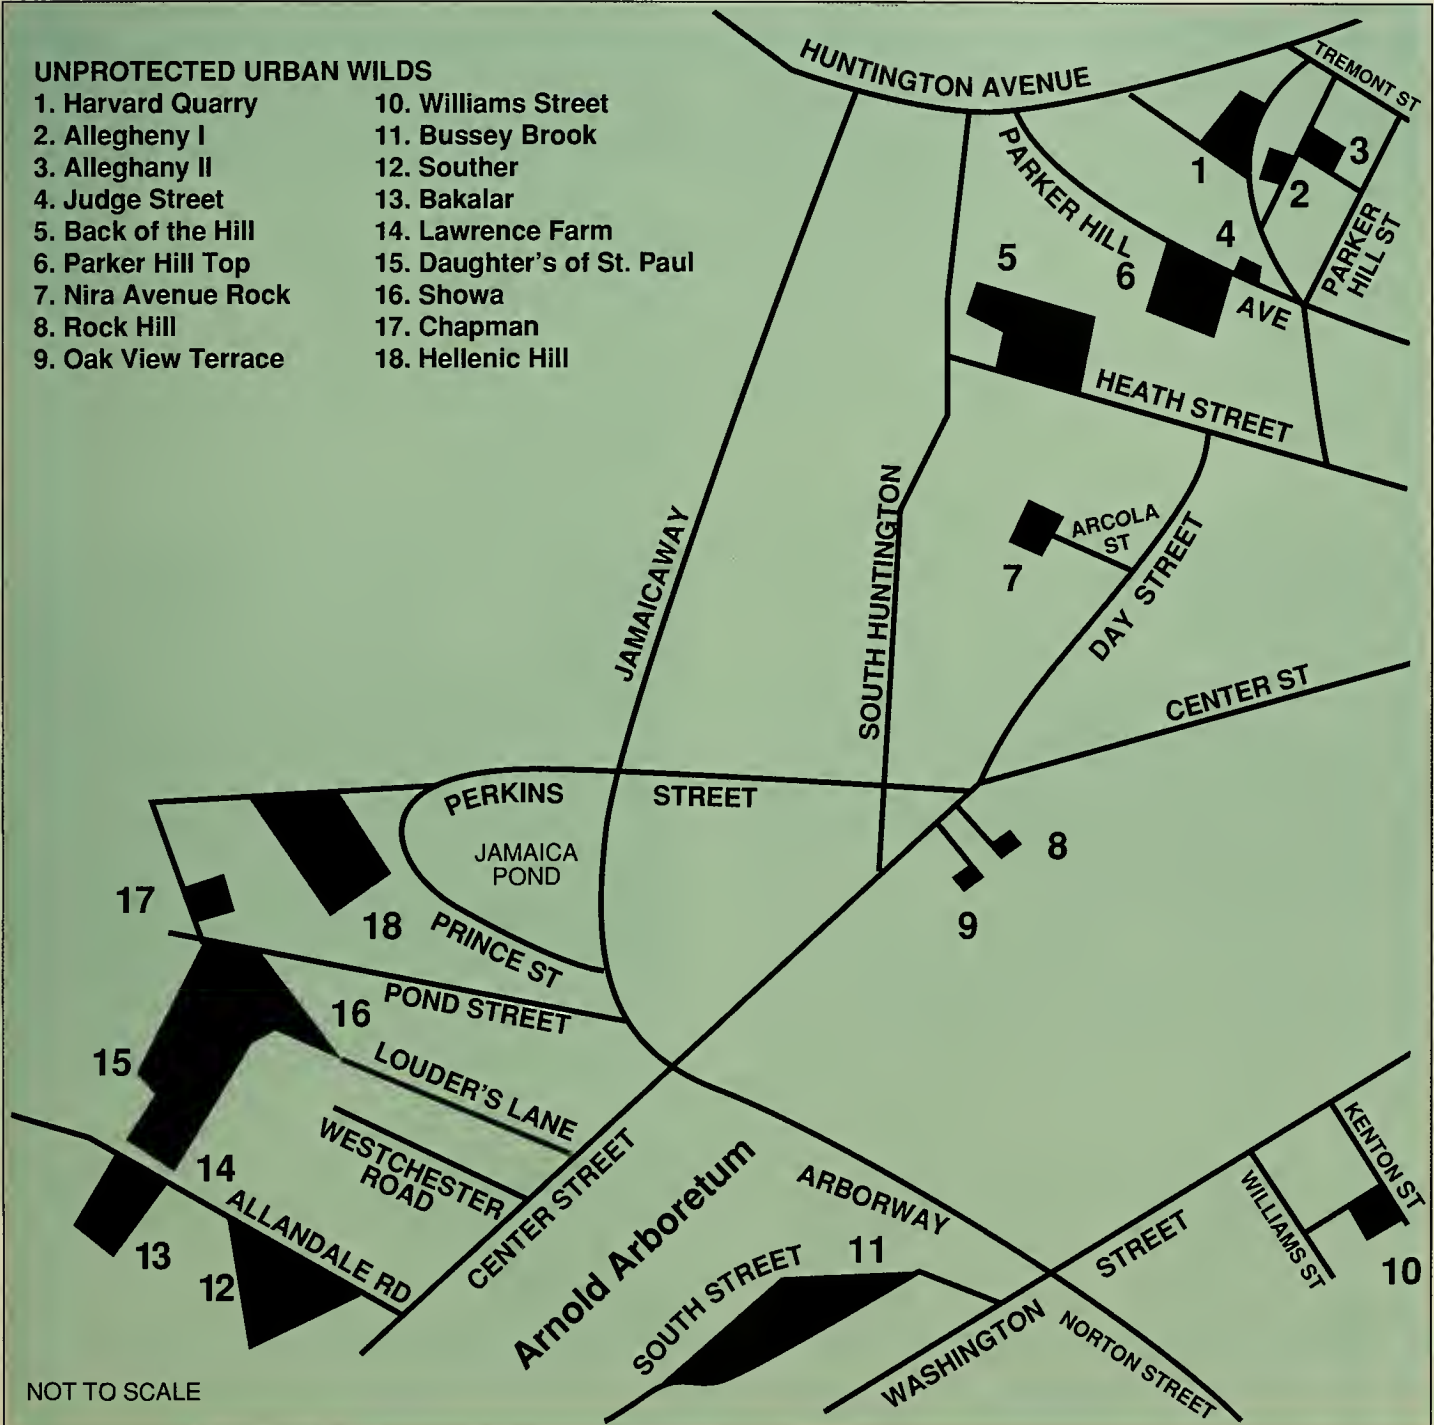 UNPROTECTED URBAN WILDS
1. Harvard Quarry
2. Allegheny I
3. Alleghany II
4. Judge Street
5. Back of the Hill
6. Parker Hill Top
7. Nira Avenue Rock
8. Rock Hill
9. Oak View Terrace
10. Williams Street
11. Bussey Brook
12. Souther
13. Bakalar
14. Lawrence Farm
15. Daughter's of St. Paul
16. Showa
17. Chapman
18. Hellenic Hill
HUNTINGTON AVENUE
TREMONT ST
PARKER HILL
AVE
1
2
3
PARKER
HILL ST
4
5
6
HEATH STREET
JAMAICAWAY
SOUTH HUNTINGTON
ARCOLA
ST
7
DAY STREET
CENTER ST
PERKINS
STREET
JAMAICA
POND
8
9
17
18
PRINCE ST
POND STREET
16
15
LOUDER'S LANE
WESTCHESTER
ROAD
14
ALLANDALE RD
13
12
CENTER STREET
Arnold Arboretum
ARBORWAY
SOUTH STREET
11
WASHINGTON
STREET
NORTON STREET
WILLIAMS ST
KENTON ST
10
NOT TO SCALE